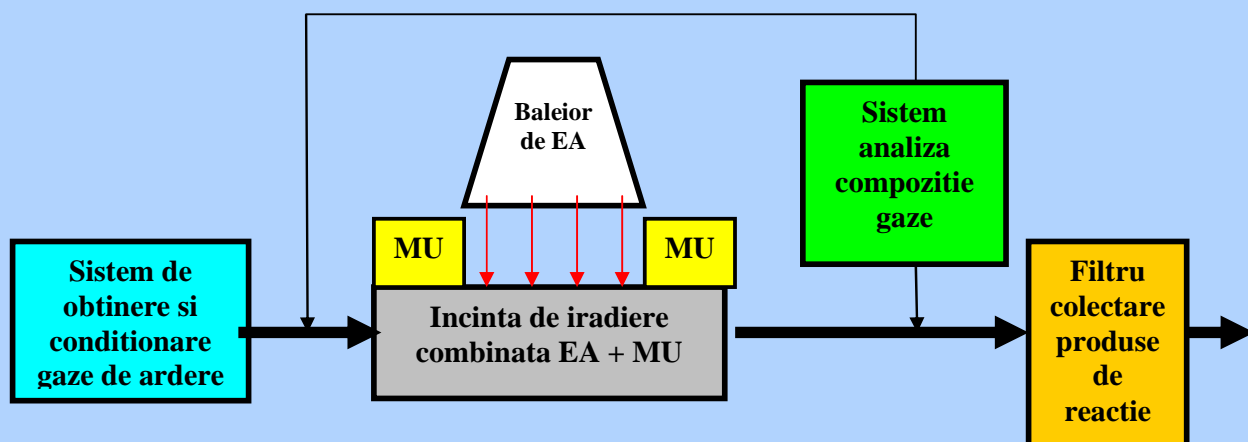 Sistem de
obtinere si
conditionare
gaze de ardere
Baleior
de EA
MU
MU
Incinta de iradiere
combinata EA + MU
Sistem
analiza
compozitie
gaze
Filtru
colectare
produse
de
reactie